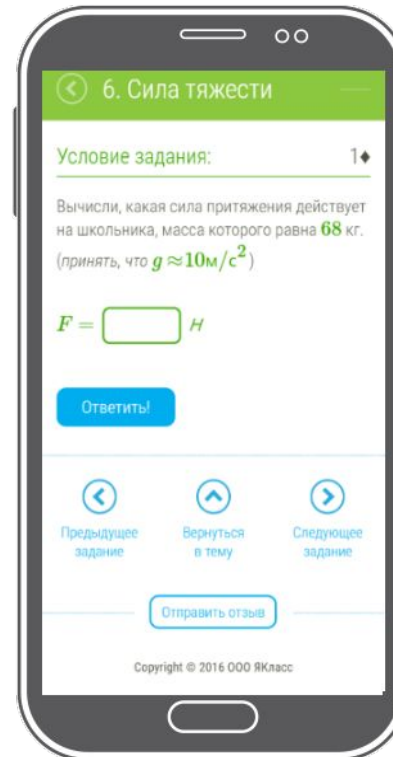 6. Сила тяжести
Условие задания:
1♦
Вычисли, какая сила притяжения действует
на школьника, масса которого равна 68 кг.
(принять, что g ≈10м/с²)
F = Н
Ответить!
Предыдущее задание
Вернуться в тему
Следующее задание
Отправить отзыв
Copyright © 2016 ООО ЯКласс